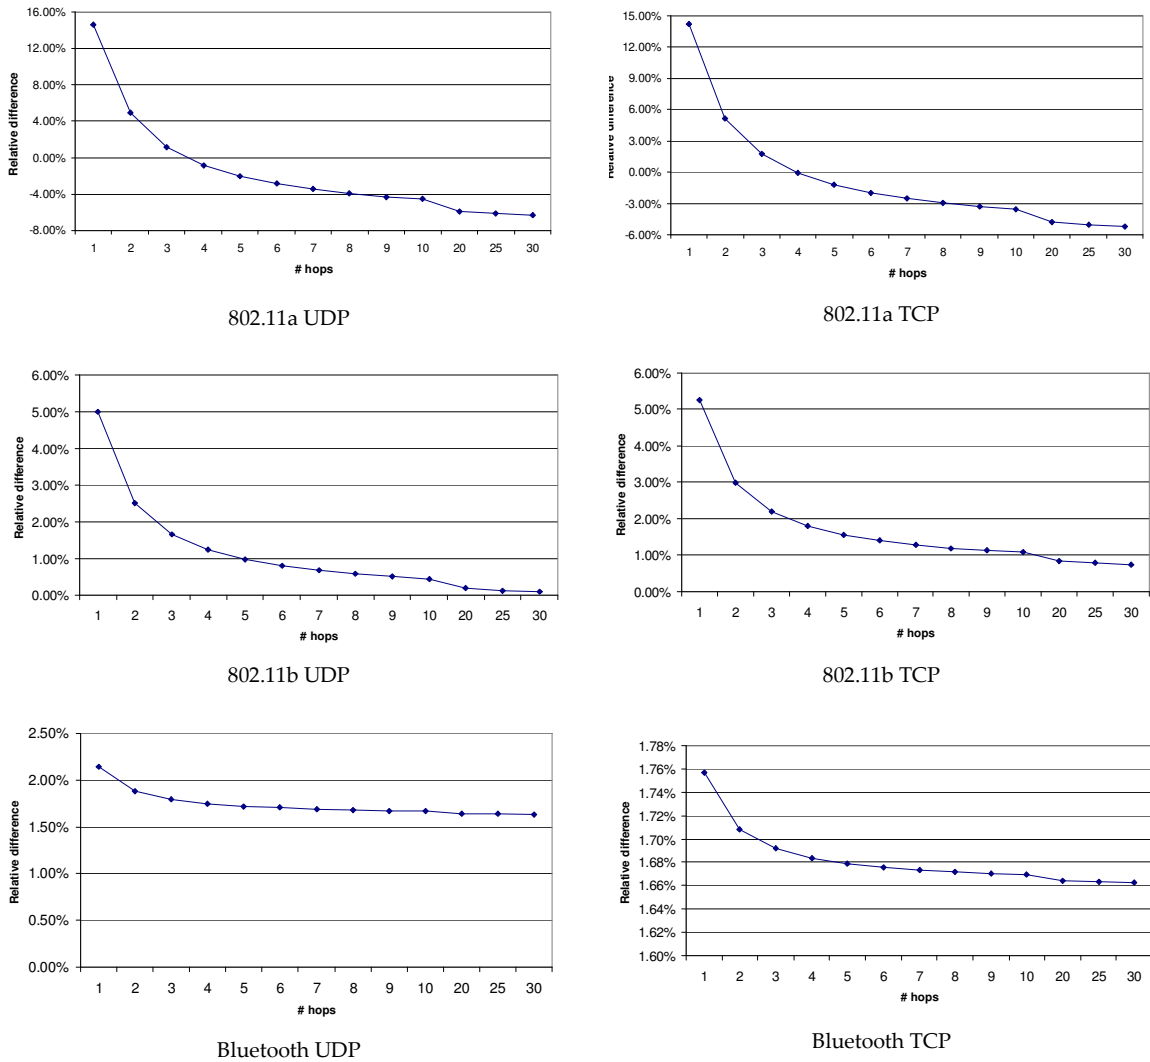 16.00%
12.00%
8.00%
4.00%
0.00%
-4.00%
-8.00%
Relative difference
1 2 3 4 5 6 7 8 9 10 20 25 30
# hops
802.11a UDP
15.00%
12.00%
9.00%
6.00%
3.00%
0.00%
-3.00%
-6.00%
Relative difference
1 2 3 4 5 6 7 8 9 10 20 25 30
# hops
802.11a TCP
6.00%
5.00%
4.00%
3.00%
2.00%
1.00%
0.00%
Relative difference
1 2 3 4 5 6 7 8 9 10 20 25 30
# hops
802.11b UDP
6.00%
5.00%
4.00%
3.00%
2.00%
1.00%
0.00%
Relative difference
1 2 3 4 5 6 7 8 9 10 20 25 30
# hops
802.11b TCP
2.50%
2.00%
1.50%
1.00%
0.50%
0.00%
Relative difference
1 2 3 4 5 6 7 8 9 10 20 25 30
# hops
Bluetooth UDP
1.78%
1.76%
1.74%
1.72%
1.70%
1.68%
1.66%
1.64%
1.62%
1.60%
Relative difference
1 2 3 4 5 6 7 8 9 10 20 25 30
# hops
Bluetooth TCP